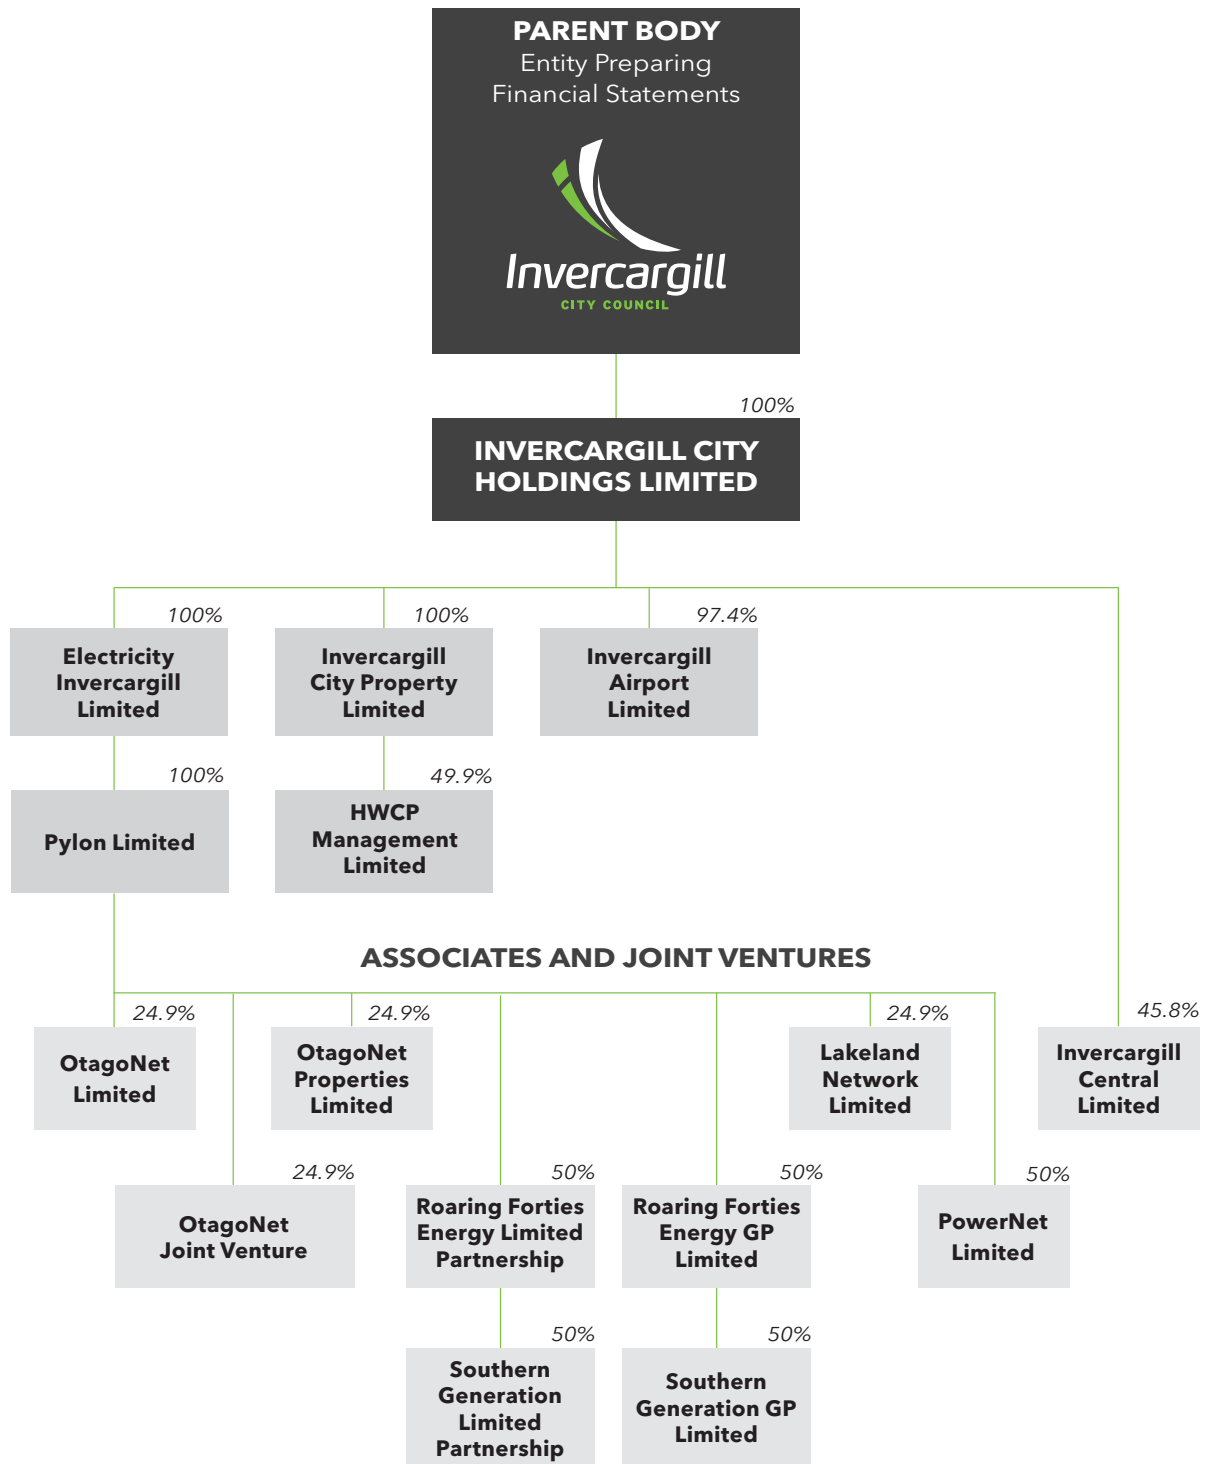 PARENT BODY
Entity Preparing
Financial Statements
Invercargill
CITY COUNCIL
100%
INVERCARGILL CITY
HOLDINGS LIMITED
100%
Electricity
Invercargill
Limited
100%
Invercargill
City Property
Limited
97.4%
Invercargill
Airport
Limited
100%
Pylon Limited
49.9%
HWCP
Management
Limited
ASSOCIATES AND JOINT VENTURES
24.9%
OtagoNet
Limited
24.9%
OtagoNet
Properties
Limited
24.9%
Lakeland
Network
Limited
45.8%
Invercargill
Central
Limited
24.9%
OtagoNet
Joint Venture
50%
Roaring Forties
Energy Limited
Partnership
50%
Roaring Forties
Energy GP
Limited
50%
PowerNet
Limited
50%
Southern
Generation
Limited
Partnership
50%
Southern
Generation GP
Limited